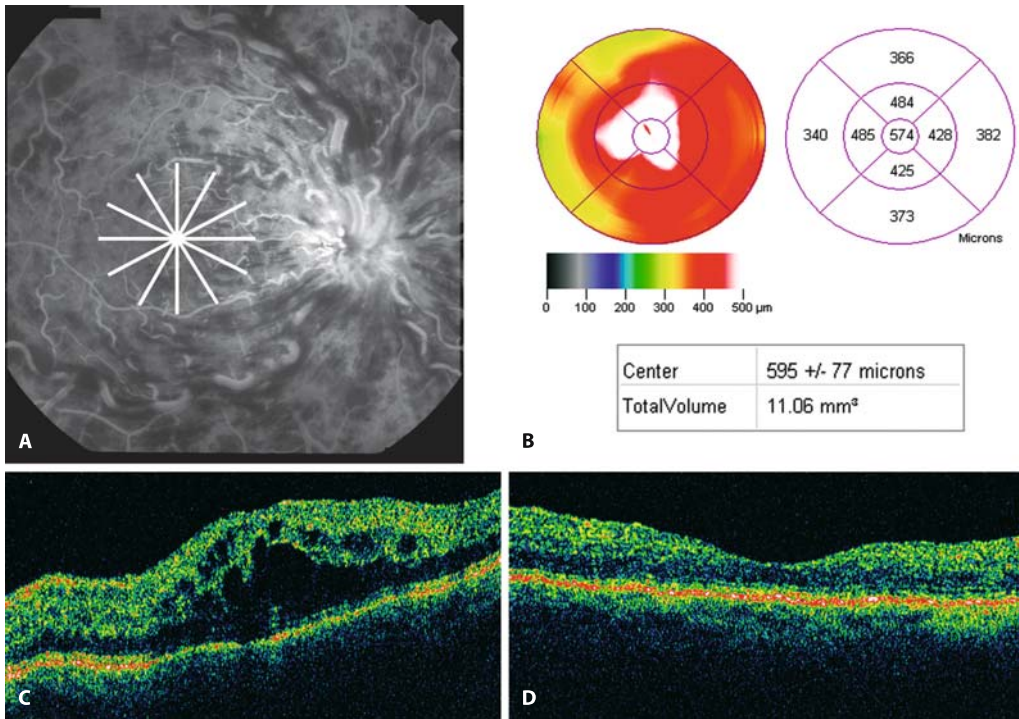 A
366
484
340 485 574 428 382
425
373
Microns
0 100 200 300 400 500 µm
Center 595 +/- 77 microns
TotalVolume 11.06 mm³
B
C
D